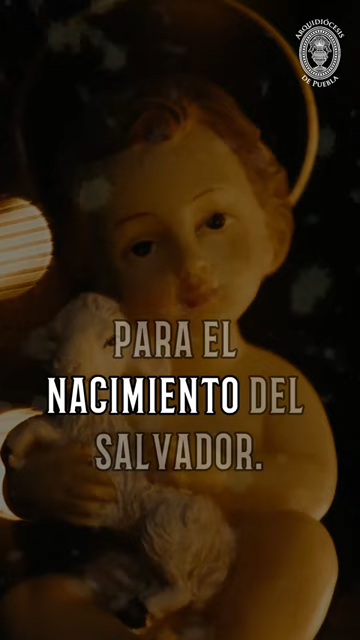 ARQUIDIÓCESIS
DE PUEBLA
PARA EL
NACIMIENTO DEL
SALVADOR.